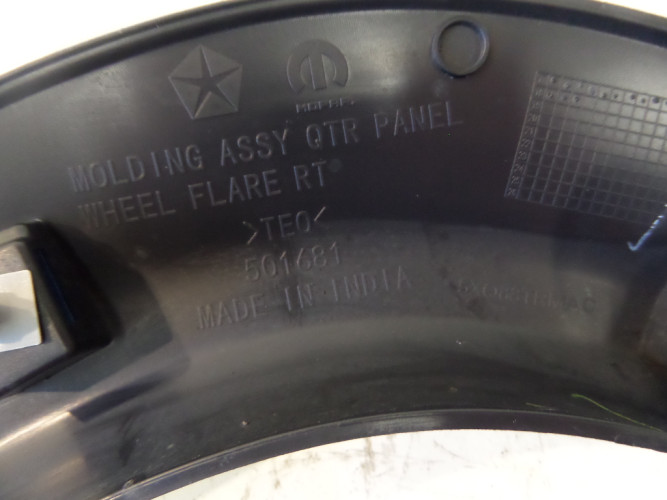 MOPAR
MOLDING ASSY QTR PANEL
WHEEL FLARE RT
>TEO<
501681
MADE IN INDIA